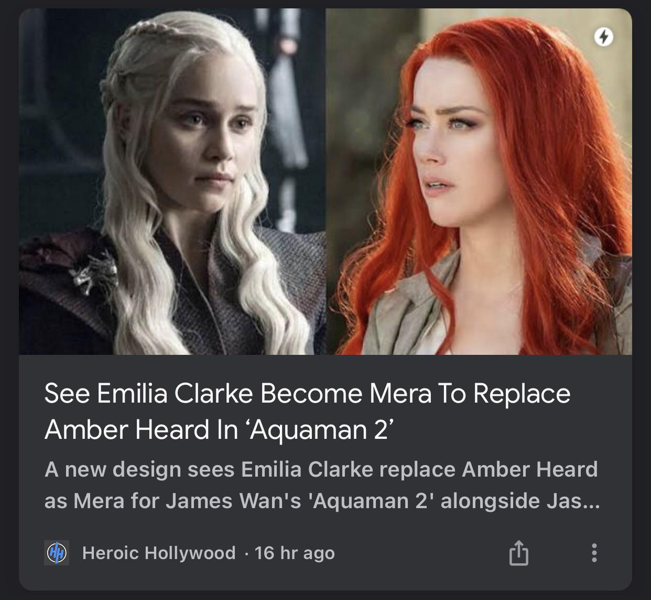 See Emilia Clarke Become Mera To Replace
Amber Heard In ‘Aquaman 2’
A new design sees Emilia Clarke replace Amber Heard
as Mera for James Wan's 'Aquaman 2' alongside Jas...
HH Heroic Hollywood · 16 hr ago